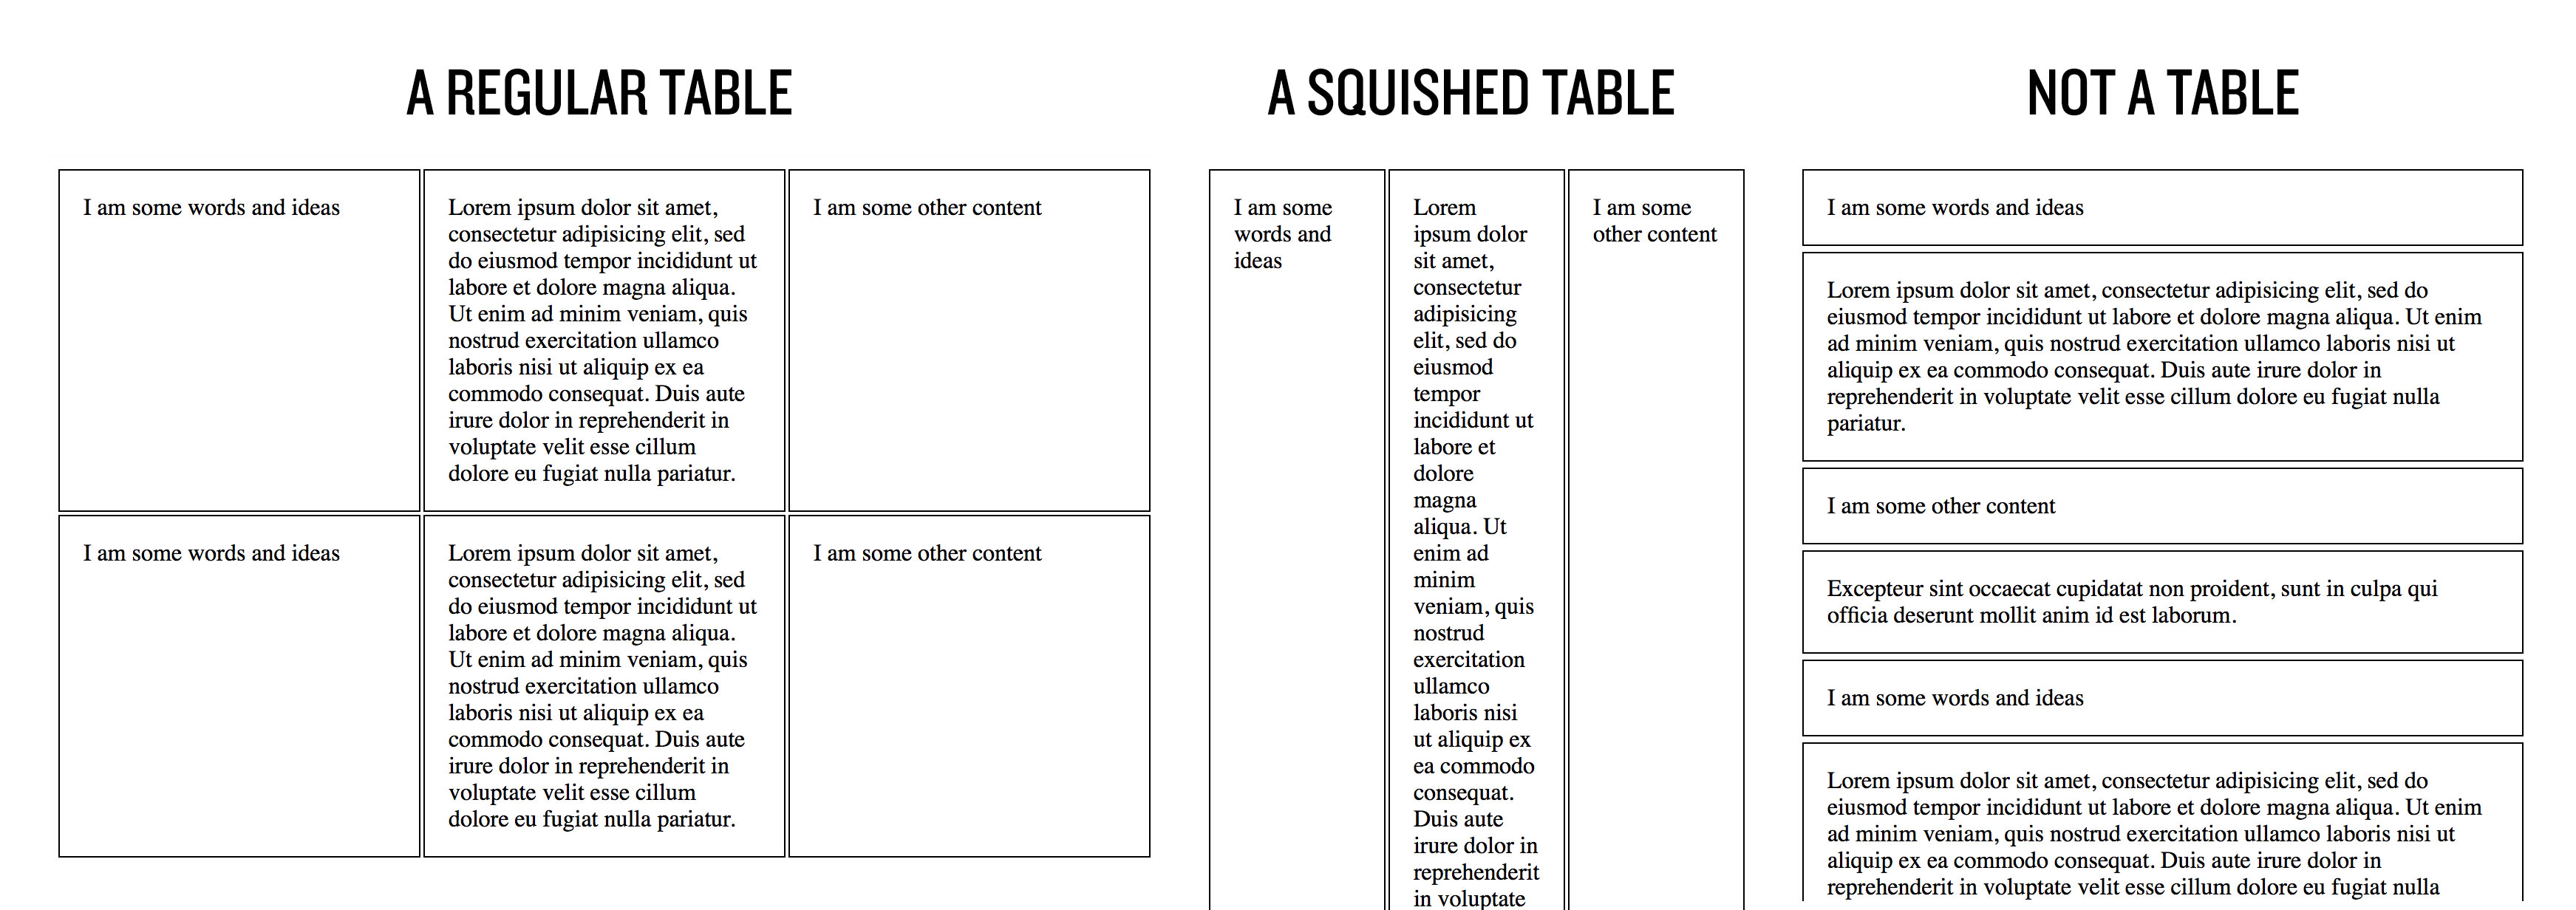 A REGULAR TABLE
I am some words and ideas
Lorem ipsum dolor sit amet,
consectetur adipisicing elit, sed
do eiusmod tempor incididunt ut
labore et dolore magna aliqua.
Ut enim ad minim veniam, quis
nostrud exercitation ullamco
laboris nisi ut aliquip ex ea
commodo consequat. Duis aute
irure dolor in reprehenderit in
voluptate velit esse cillum
dolore eu fugiat nulla pariatur.
I am some other content
I am some words and ideas
Lorem ipsum dolor sit amet,
consectetur adipisicing elit, sed
do eiusmod tempor incididunt ut
labore et dolore magna aliqua.
Ut enim ad minim veniam, quis
nostrud exercitation ullamco
laboris nisi ut aliquip ex ea
commodo consequat. Duis aute
irure dolor in reprehenderit in
voluptate velit esse cillum
dolore eu fugiat nulla pariatur.
I am some other content
A SQUISHED TABLE
I am some
words and
ideas
Lorem
ipsum dolor
sit amet,
consectetur
adipisicing
elit, sed do
eiusmod
tempor
incididunt ut
labore et
dolore
magna
aliqua. Ut
enim ad
minim
veniam, quis
nostrud
exercitation
ullamco
laboris nisi
ut aliquip ex
ea commodo
consequat.
Duis aute
irure dolor in
reprehenderit
in voluptate
I am some
other content
NOT A TABLE
I am some words and ideas
Lorem ipsum dolor sit amet, consectetur adipisicing elit, sed do
eiusmod tempor incididunt ut labore et dolore magna aliqua. Ut enim
ad minim veniam, quis nostrud exercitation ullamco laboris nisi ut
aliquip ex ea commodo consequat. Duis aute irure dolor in
reprehenderit in voluptate velit esse cillum dolore eu fugiat nulla
pariatur.
I am some other content
Excepteur sint occaecat cupidatat non proident, sunt in culpa qui
officia deserunt mollit anim id est laborum.
I am some words and ideas
Lorem ipsum dolor sit amet, consectetur adipisicing elit, sed do
eiusmod tempor incididunt ut labore et dolore magna aliqua. Ut enim
ad minim veniam, quis nostrud exercitation ullamco laboris nisi ut
aliquip ex ea commodo consequat. Duis aute irure dolor in
reprehenderit in voluptate velit esse cillum dolore eu fugiat nulla